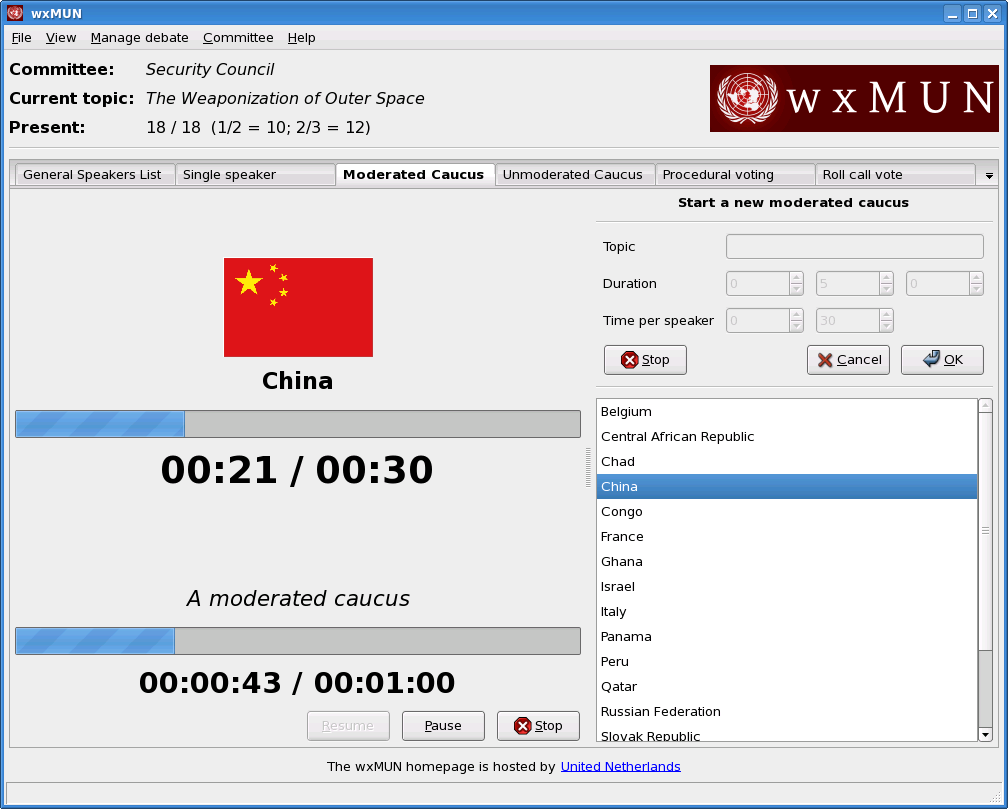 wxMUN
File View Manage debate Committee Help
Committee: Security Council
Current topic: The Weaponization of Outer Space
Present: 18 / 18 (1/2 = 10; 2/3 = 12)
wxMUN
General Speakers List Single speaker Moderated Caucus Unmoderated Caucus Procedural voting Roll call vote
Start a new moderated caucus
Topic
Duration 0 5 0
Time per speaker 0 30
Stop Cancel OK
China
00:21 / 00:30
A moderated caucus
00:00:43 / 00:01:00
Resume Pause Stop
Belgium
Central African Republic
Chad
China
Congo
France
Ghana
Israel
Italy
Panama
Peru
Qatar
Russian Federation
Slovak Republic
The wxMUN homepage is hosted by United Netherlands